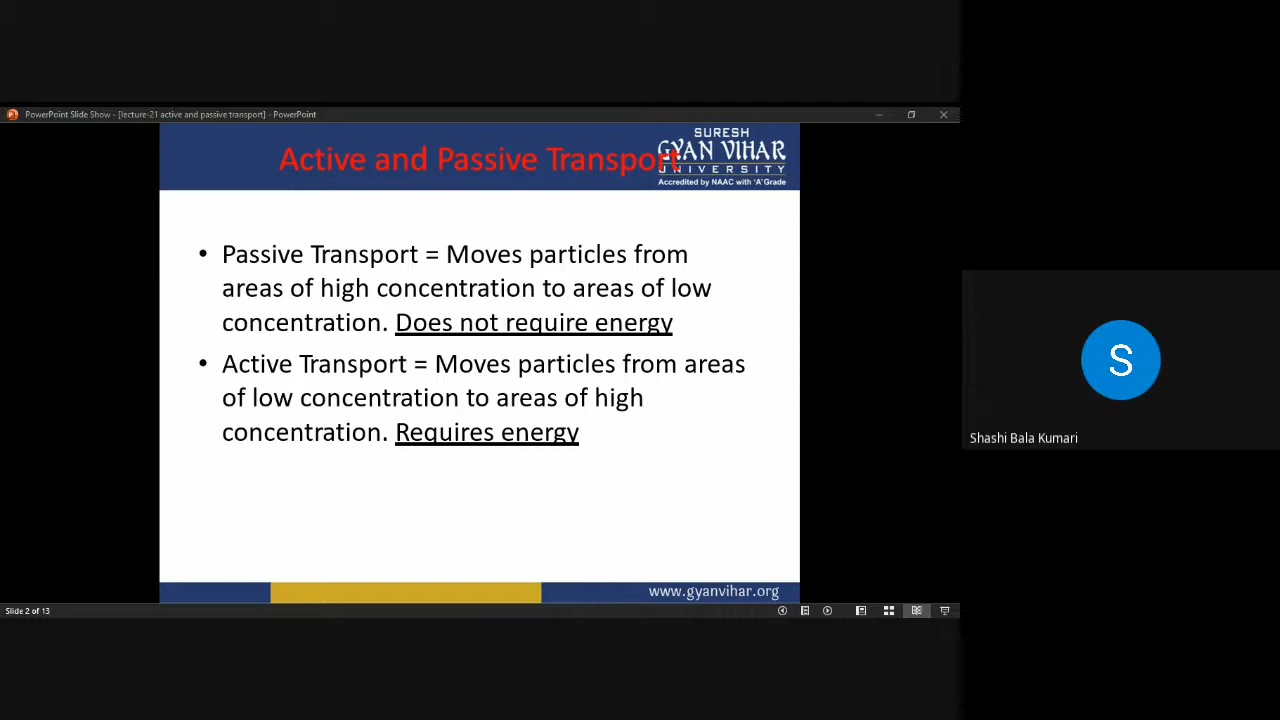 PowerPoint Slide Show - [lecture-21 active and passive transport] - PowerPoint
Active and Passive Transport
SURESH
GYAN VIHAR
UNIVERSITY
Accredited by NAAC with 'A' Grade
• Passive Transport = Moves particles from
areas of high concentration to areas of low
concentration. Does not require energy
• Active Transport = Moves particles from areas
of low concentration to areas of high
concentration. Requires energy
www.gyanvihar.org
Slide 2 of 13
S
Shashi Bala Kumari